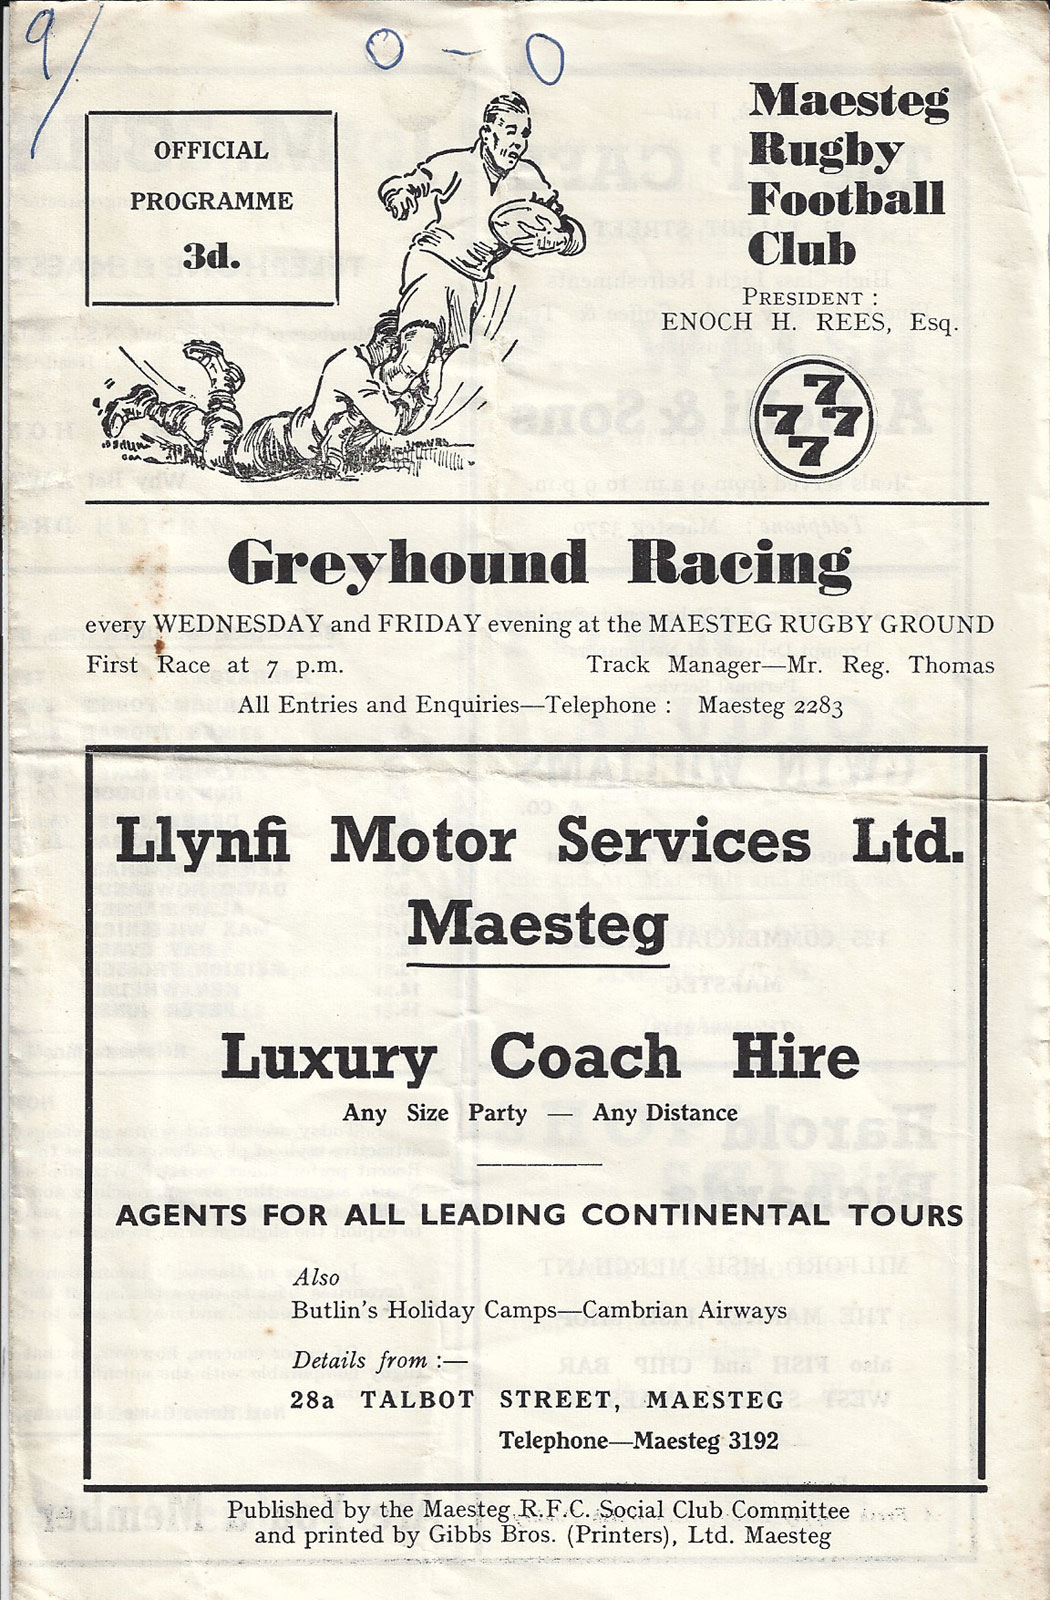 9/
0 - 0
OFFICIAL
PROGRAMME
3d.
Maesteg
Rugby
Football
Club
PRESIDENT :
ENOCH H. REES, Esq.
7
7 7
7
Greyhound Racing
every WEDNESDAY and FRIDAY evening at the MAESTEG RUGBY GROUND
First Race at 7 p.m. Track Manager—Mr. Reg. Thomas
All Entries and Enquiries—Telephone : Maesteg 2283
Llynfi Motor Services Ltd.
Maesteg
Luxury Coach Hire
Any Size Party — Any Distance
AGENTS FOR ALL LEADING CONTINENTAL TOURS
Also
Butlin's Holiday Camps—Cambrian Airways
Details from :—
28a TALBOT STREET, MAESTEG
Telephone—Maesteg 3192
Published by the Maesteg R.F.C. Social Club Committee
and printed by Gibbs Bros. (Printers), Ltd. Maesteg